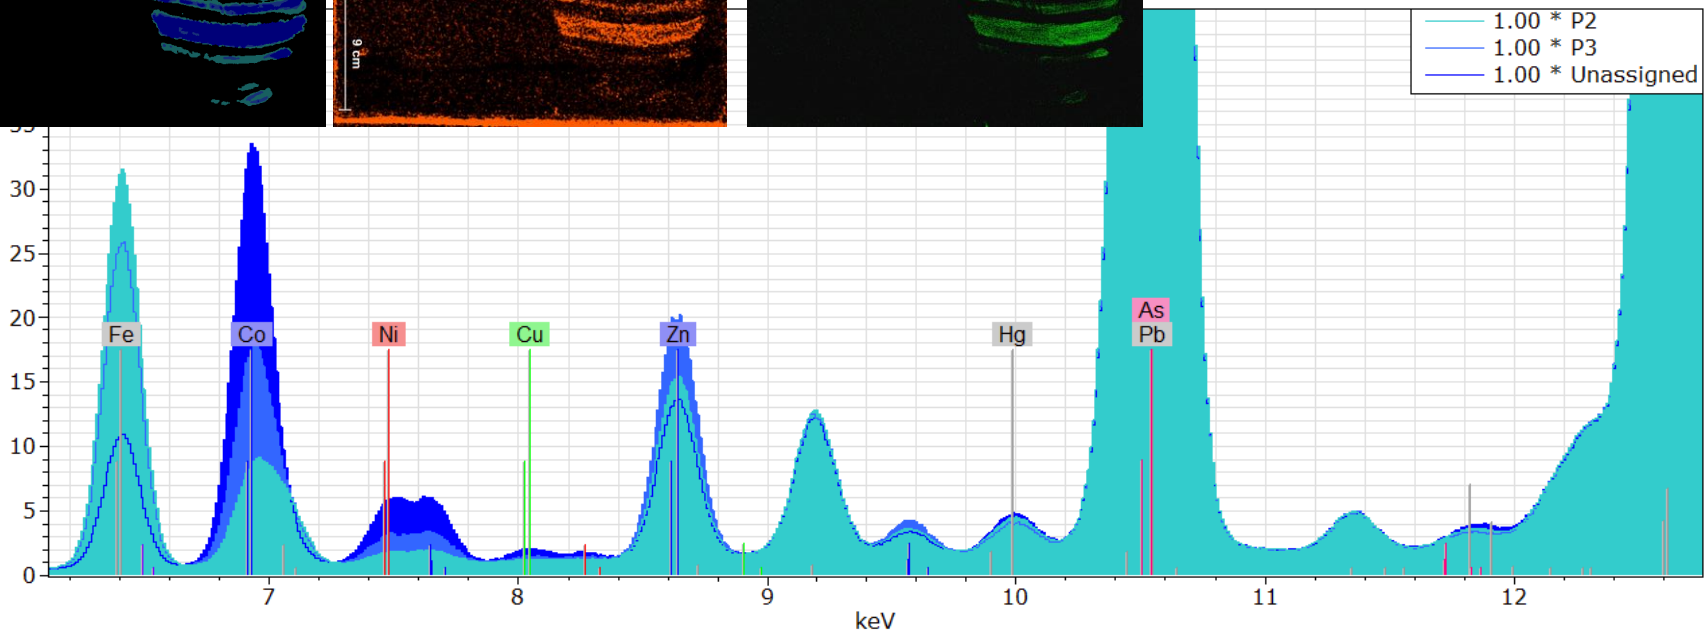 1.00 * P2
1.00 * P3
1.00 * Unassigned
9 cm
30
25
20
15
10
5
0
Fe
Co
Ni
Cu
Zn
Hg
As
Pb
7
8
9
10
11
12
keV